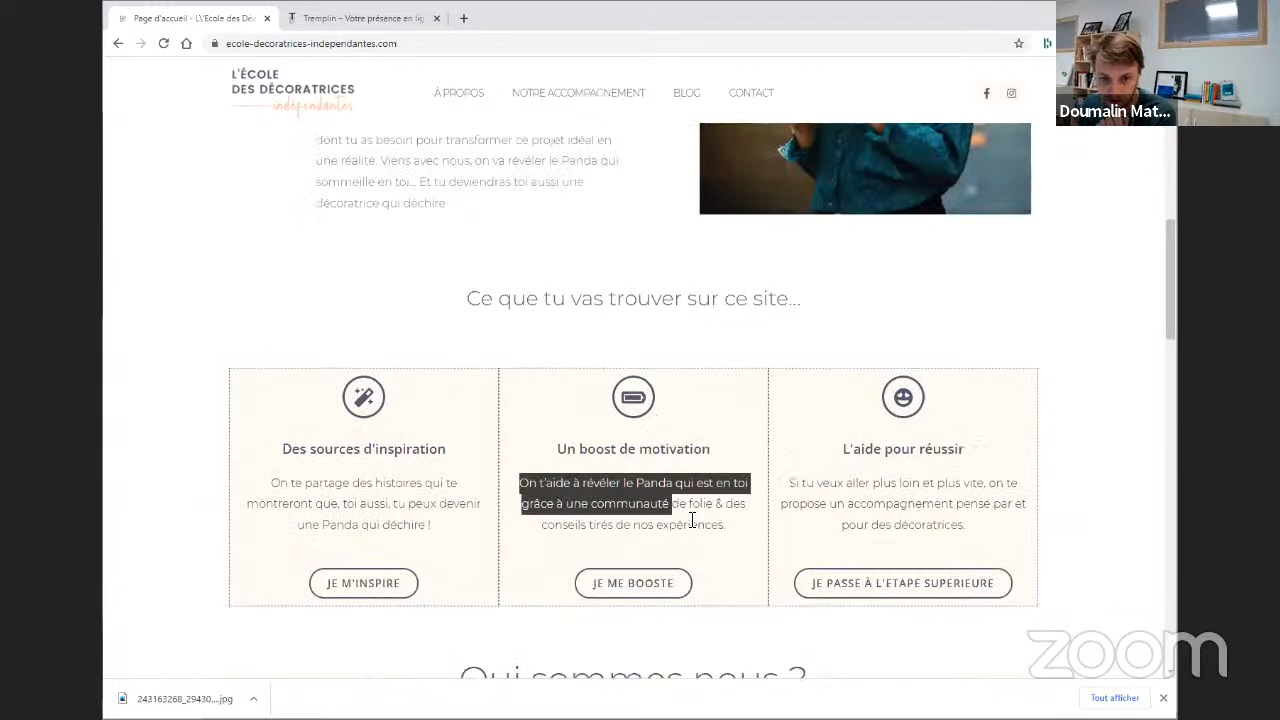 Page d'accueil - L\'Ecole des Déc
Tremplin – Votre présence en lig
ecole-decoratrices-independantes.com
Doumalin Mat...
L'ÉCOLE
DES DÉCORATRICES
indépendantes
À PROPOS
NOTRE ACCOMPAGNEMENT
BLOG
CONTACT
dont tu as besoin pour transformer ce projet idéal en
une réalité. Viens avec nous, on va révéler le Panda qui
sommeille en toi... Et tu deviendras toi aussi une
décoratrice qui déchire
Ce que tu vas trouver sur ce site...
Des sources d'inspiration
On te partage des histoires qui te
montreront que, toi aussi, tu peux devenir
une Panda qui déchire !
JE M'INSPIRE
Un boost de motivation
On t'aide à révéler le Panda qui est en toi
grâce à une communauté de folie & des
conseils tirés de nos expériences.
JE ME BOOSTE
L'aide pour réussir
Si tu veux aller plus loin et plus vite, on te
propose un accompagnement pensé par et
pour des décoratrices.
JE PASSE À L'ETAPE SUPERIEURE
Qui sommes nous ?
zoom
243163268_29430....jpg
Tout afficher